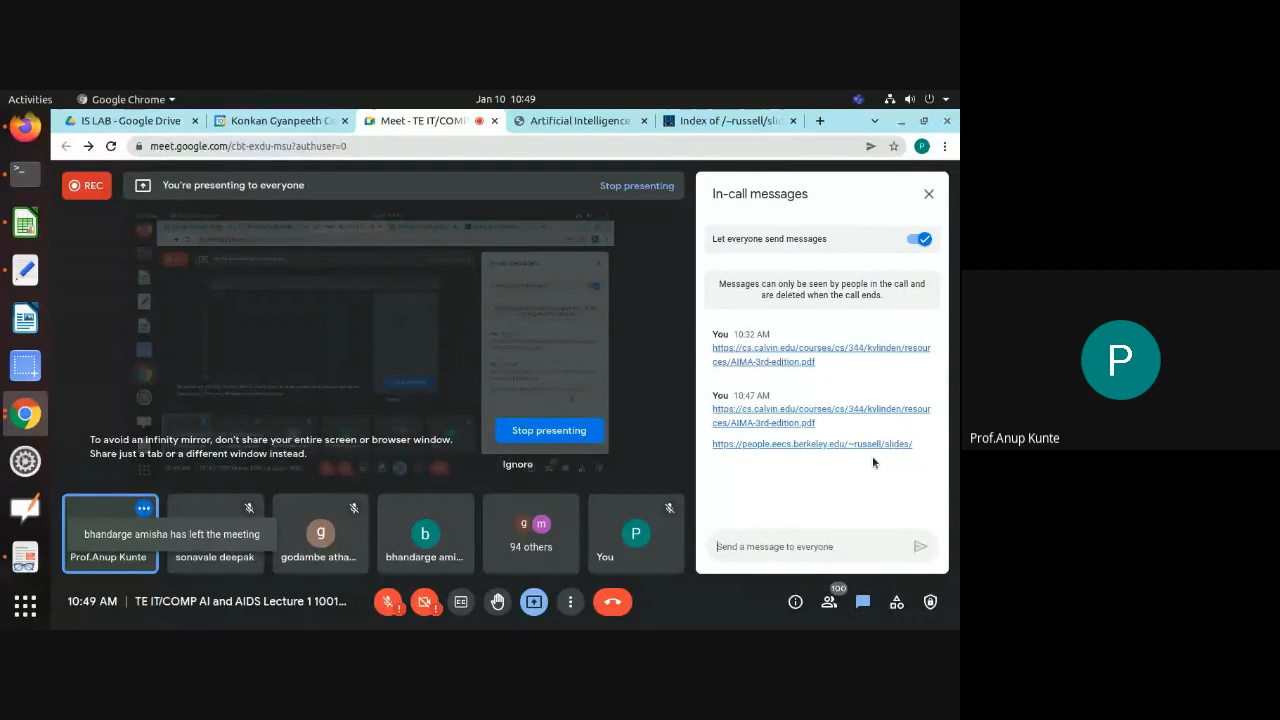 Activities
Google Chrome
Jan 10 10:49
IS LAB - Google Drive
Konkan Gyanpeeth C
Meet - TE IT/COMP
Artificial Intelligence
Index of /~russell/slid
meet.google.com/cbt-exdu-msu?authuser=0
P
REC
You're presenting to everyone
Stop presenting
In-call messages
Let everyone send messages
Messages can only be seen by people in the call and
are deleted when the call ends.
You 10:32 AM
https://cs.calvin.edu/courses/cs/344/kvlinden/resour
ces/AIMA-3rd-edition.pdf
You 10:47 AM
https://cs.calvin.edu/courses/cs/344/kvlinden/resour
ces/AIMA-3rd-edition.pdf
https://people.eecs.berkeley.edu/~russell/slides/
Send a message to everyone
To avoid an infinity mirror, don't share your entire screen or browser window.
Share just a tab or a different window instead.
Stop presenting
Ignore
bhandarge amisha has left the meeting
Prof.Anup Kunte
sonavale deepak
g
godambe atha...
b
bhandarge ami...
g m
94 others
P
You
10:49 AM | TE IT/COMP AI and AIDS Lecture 1 1001...
100
P
Prof.Anup Kunte